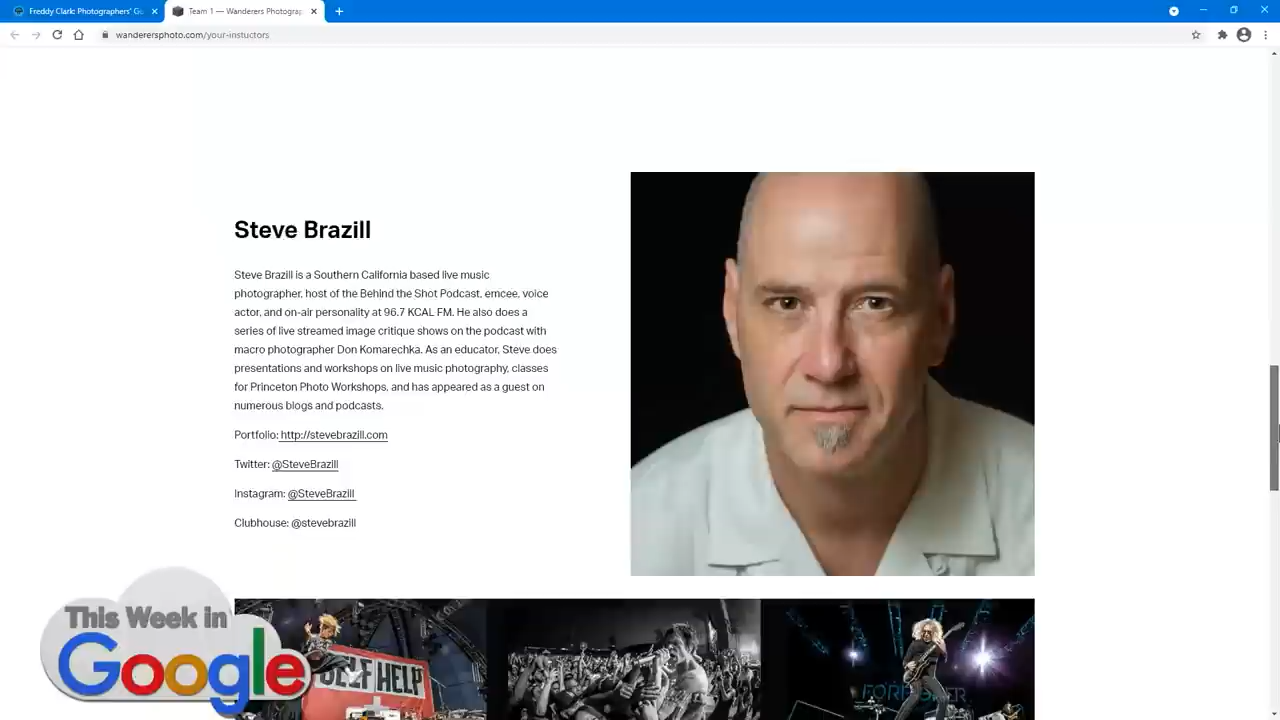 Freddy Clark: Photographers' Gu
Team 1 — Wanderers Photograp
wanderersphoto.com/your-instuctors
Steve Brazill
Steve Brazill is a Southern California based live music
photographer, host of the Behind the Shot Podcast, emcee, voice
actor, and on-air personality at 96.7 KCAL FM. He also does a
series of live streamed image critique shows on the podcast with
macro photographer Don Komarechka. As an educator, Steve does
presentations and workshops on live music photography, classes
for Princeton Photo Workshops, and has appeared as a guest on
numerous blogs and podcasts.
Portfolio: http://stevebrazill.com
Twitter: @SteveBrazill
Instagram: @SteveBrazill
Clubhouse: @stevebrazill
This Week in
Google
SELF HELP